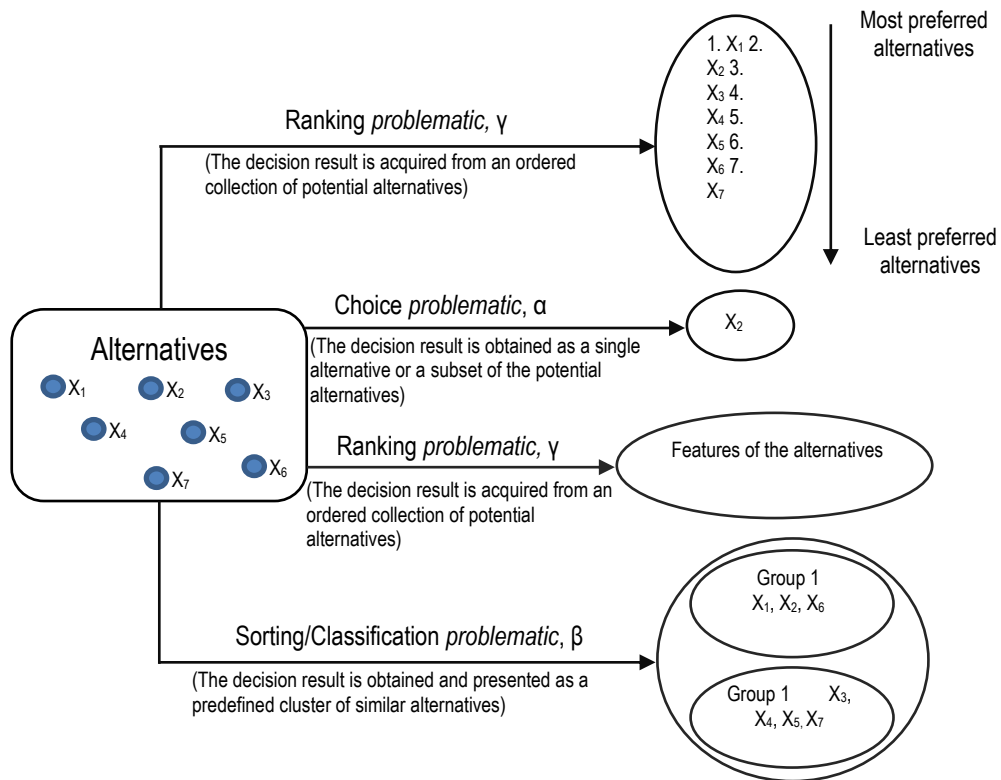 Most preferred
alternatives
1. X₁ 2.
X₂ 3.
X₃ 4.
X₄ 5.
X₅ 6.
X₆ 7.
X₇
Least preferred
alternatives
Ranking problematic, γ
(The decision result is acquired from an ordered
collection of potential alternatives)
Choice problematic, α
(The decision result is obtained as a single
alternative or a subset of the potential
alternatives)
X₂
Alternatives
X₁ X₂ X₃
X₄ X₅
X₇ X₆
Ranking problematic, γ
(The decision result is acquired from an
ordered collection of potential
alternatives)
Features of the alternatives
Sorting/Classification problematic, β
(The decision result is obtained and presented as a
predefined cluster of similar alternatives)
Group 1
X₁, X₂, X₆
Group 1 X₃,
X₄, X₅, X₇